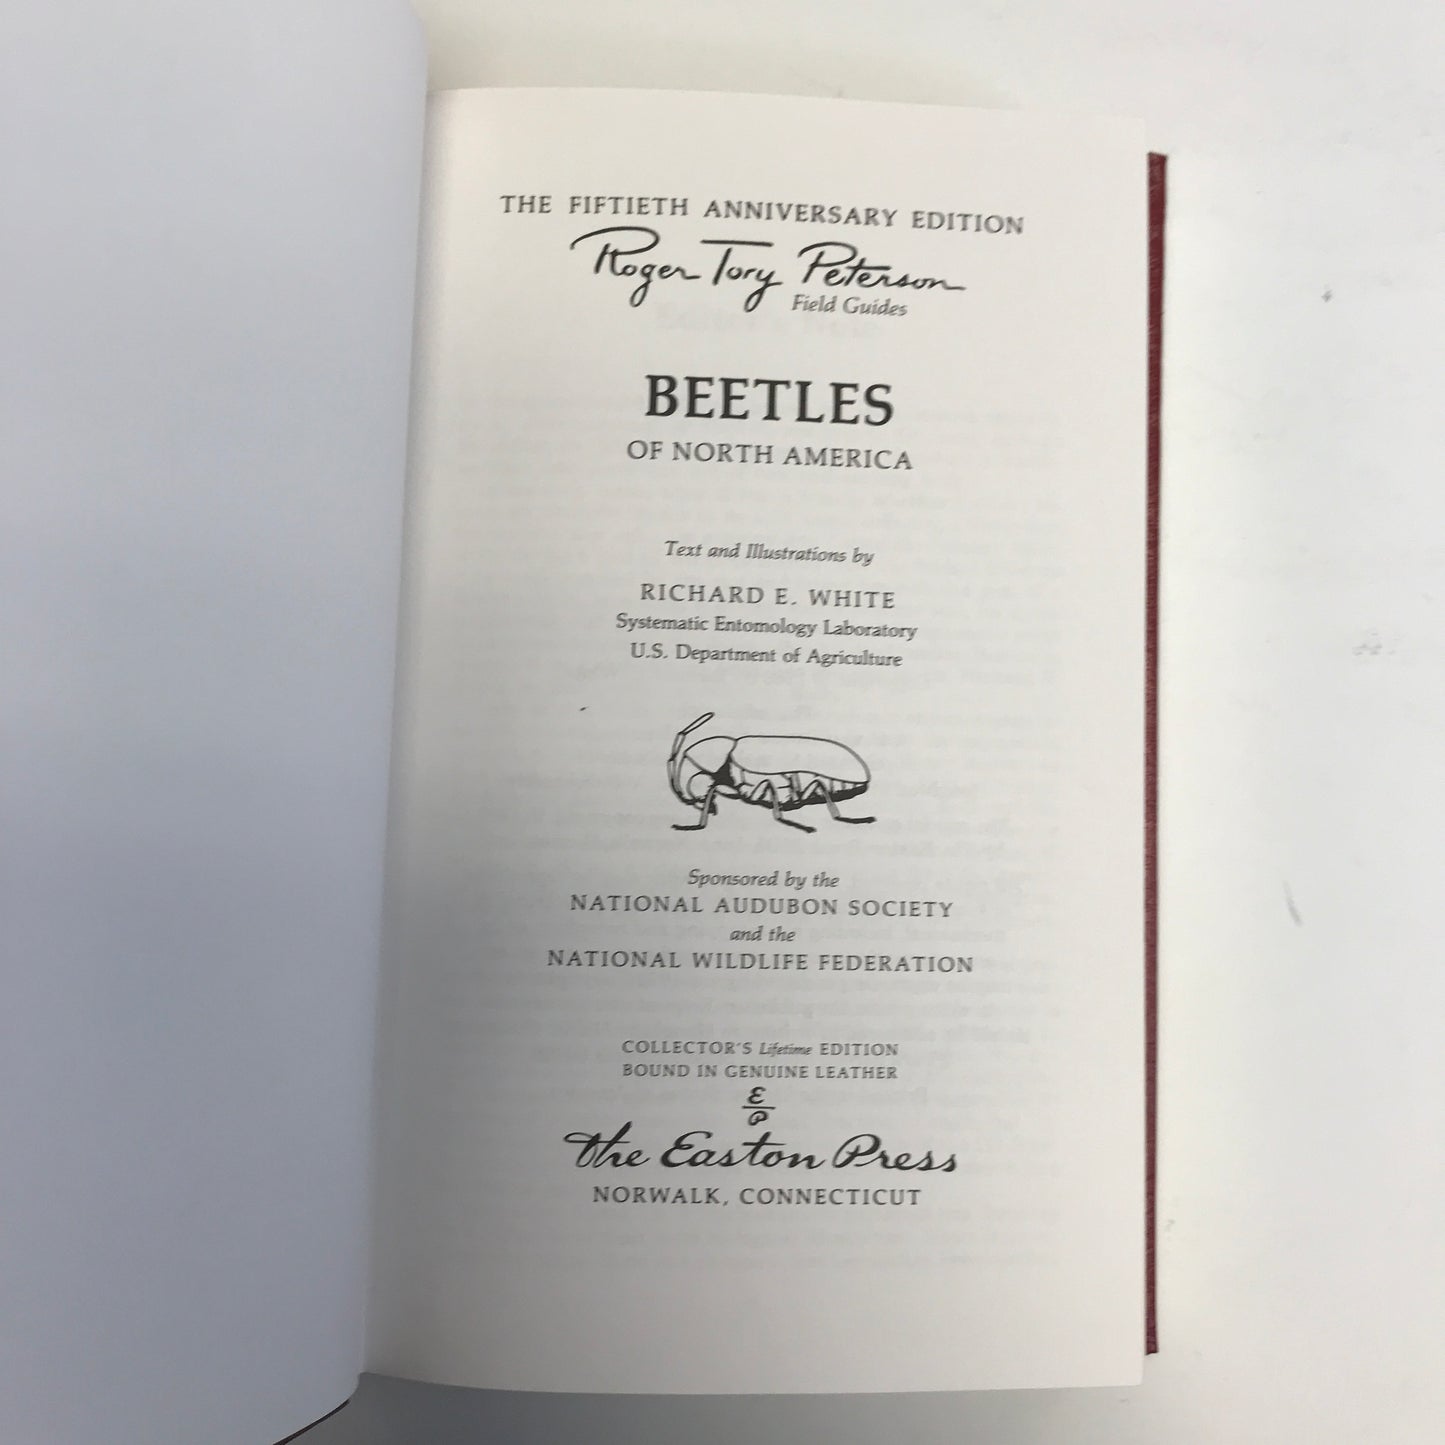 THE FIFTIETH ANNIVERSARY EDITION
Roger Tory Peterson
Field Guides
BEETLES
OF NORTH AMERICA
Text and Illustrations by
RICHARD E. WHITE
Systematic Entomology Laboratory
U.S. Department of Agriculture
Sponsored by the
NATIONAL AUDUBON SOCIETY
and the
NATIONAL WILDLIFE FEDERATION
COLLECTOR'S Lifetime EDITION
BOUND IN GENUINE LEATHER
E
P
The Easton Press
NORWALK, CONNECTICUT